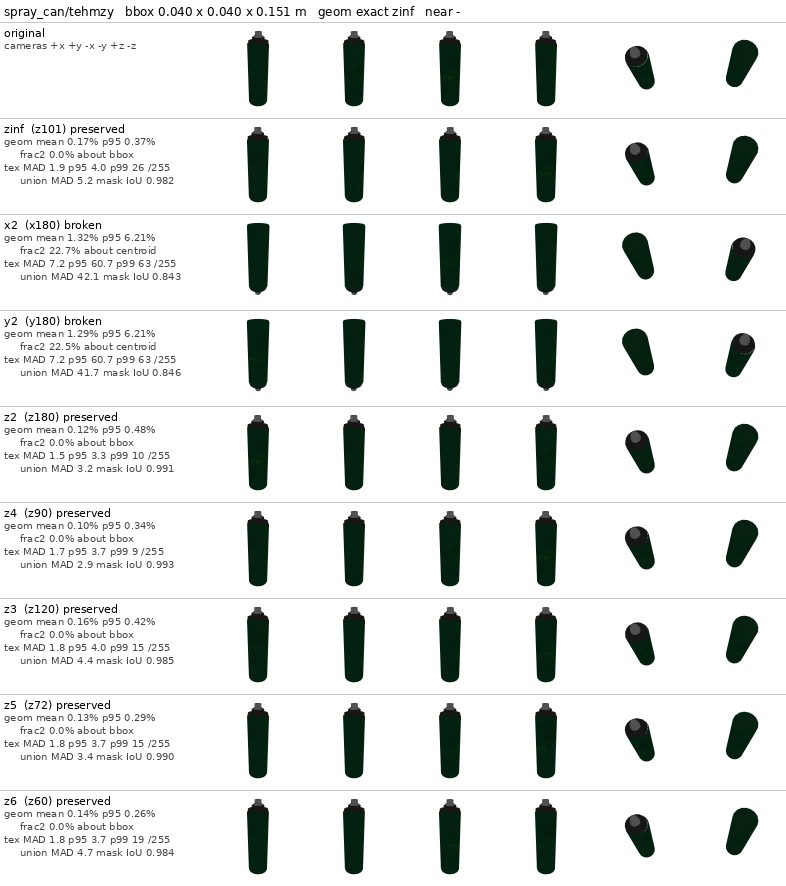 spray_can/tehmzy bbox 0.040 x 0.040 x 0.151 m geom exact zinf near -
original
cameras +x +y -x -y +z -z
zinf (z101) preserved
geom mean 0.17% p95 0.37%
frac2 0.0% about bbox
tex MAD 1.9 p95 4.0 p99 26 /255
union MAD 5.2 mask IoU 0.982
x2 (x180) broken
geom mean 1.32% p95 6.21%
frac2 22.7% about centroid
tex MAD 7.2 p95 60.7 p99 63 /255
union MAD 42.1 mask IoU 0.843
y2 (y180) broken
geom mean 1.29% p95 6.21%
frac2 22.5% about centroid
tex MAD 7.2 p95 60.7 p99 63 /255
union MAD 41.7 mask IoU 0.846
z2 (z180) preserved
geom mean 0.12% p95 0.48%
frac2 0.0% about bbox
tex MAD 1.5 p95 3.3 p99 10 /255
union MAD 3.2 mask IoU 0.991
z4 (z90) preserved
geom mean 0.10% p95 0.34%
frac2 0.0% about bbox
tex MAD 1.7 p95 3.7 p99 9 /255
union MAD 2.9 mask IoU 0.993
z3 (z120) preserved
geom mean 0.16% p95 0.42%
frac2 0.0% about bbox
tex MAD 1.8 p95 4.0 p99 15 /255
union MAD 4.4 mask IoU 0.985
z5 (z72) preserved
geom mean 0.13% p95 0.29%
frac2 0.0% about bbox
tex MAD 1.8 p95 3.7 p99 15 /255
union MAD 3.4 mask IoU 0.990
z6 (z60) preserved
geom mean 0.14% p95 0.26%
frac2 0.0% about bbox
tex MAD 1.8 p95 3.7 p99 19 /255
union MAD 4.7 mask IoU 0.984